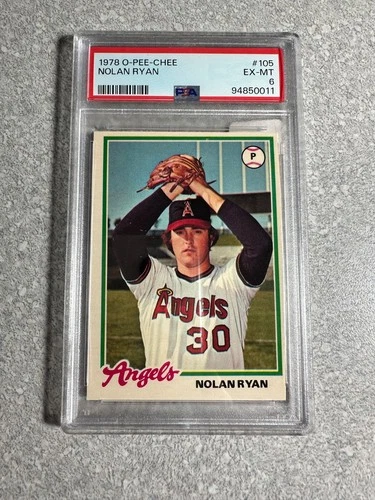 1978 O-PEE-CHEE #105
NOLAN RYAN EX-MT
6
PSA 94850011
P
A
Angels
30
Angels
NOLAN RYAN